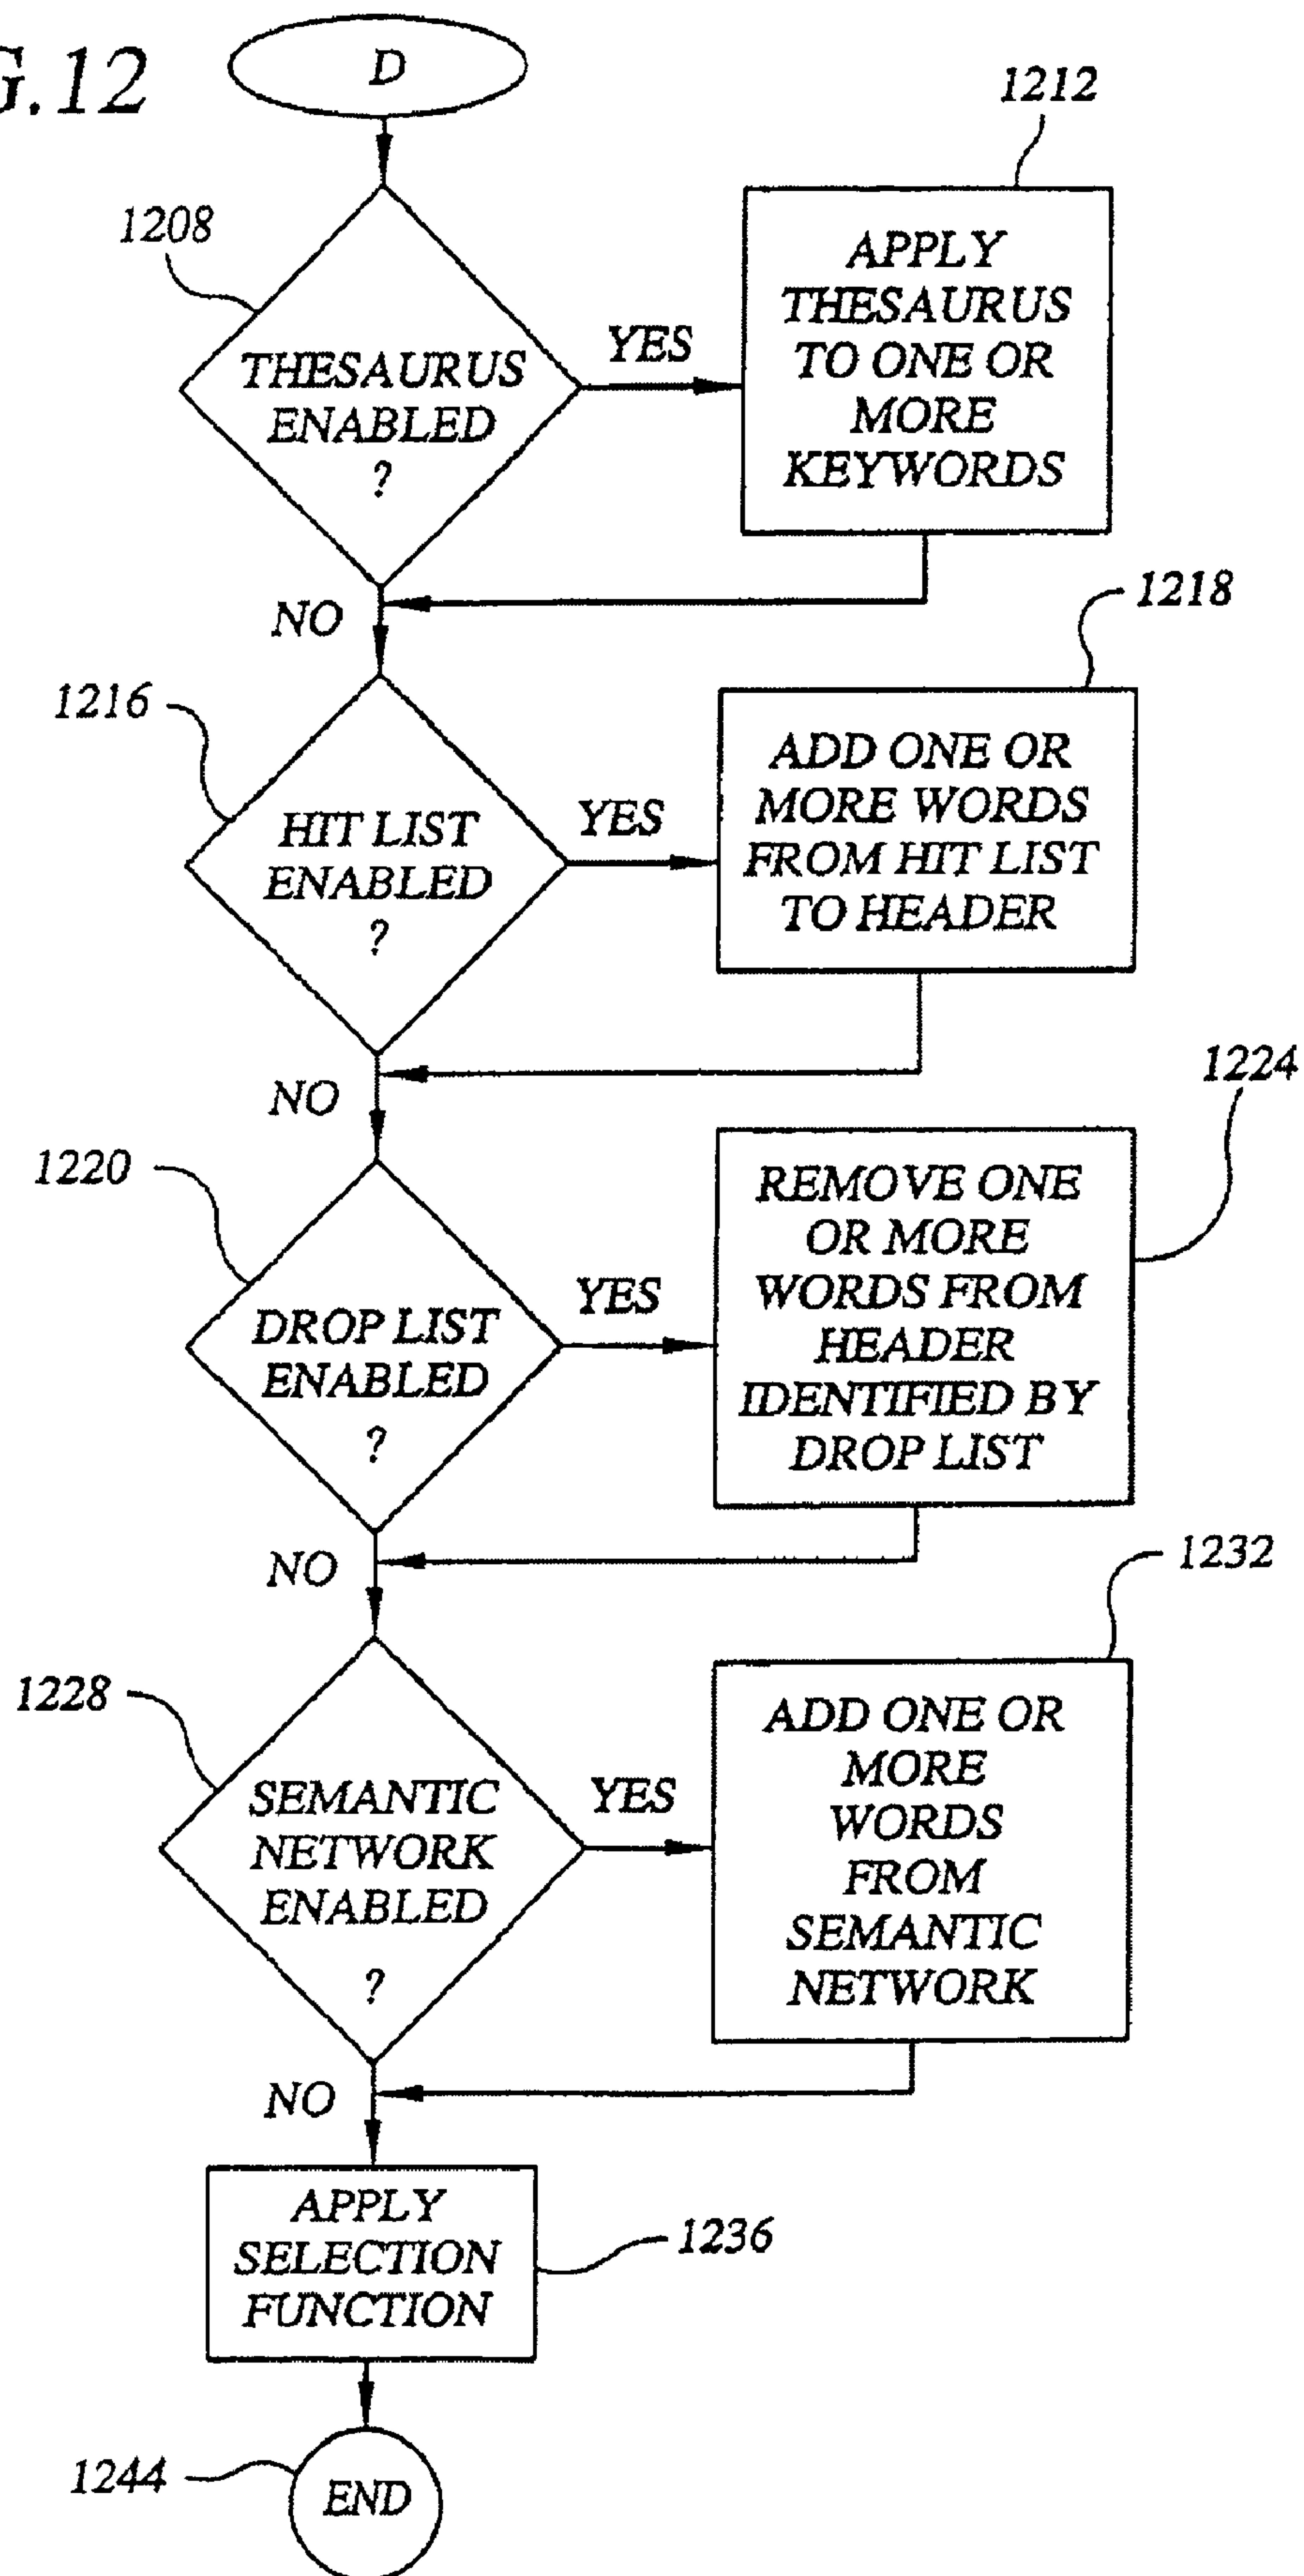 G.12
D
1208
THESAURUS
ENABLED
?
YES
1212
APPLY
THESAURUS
TO ONE OR
MORE
KEYWORDS
NO
1216
HIT LIST
ENABLED
?
YES
1218
ADD ONE OR
MORE WORDS
FROM HIT LIST
TO HEADER
NO
1220
DROP LIST
ENABLED
?
YES
1224
REMOVE ONE
OR MORE
WORDS FROM
HEADER
IDENTIFIED BY
DROP LIST
NO
1228
SEMANTIC
NETWORK
ENABLED
?
YES
1232
ADD ONE OR
MORE
WORDS
FROM
SEMANTIC
NETWORK
NO
APPLY
SELECTION
FUNCTION
1236
1244
END